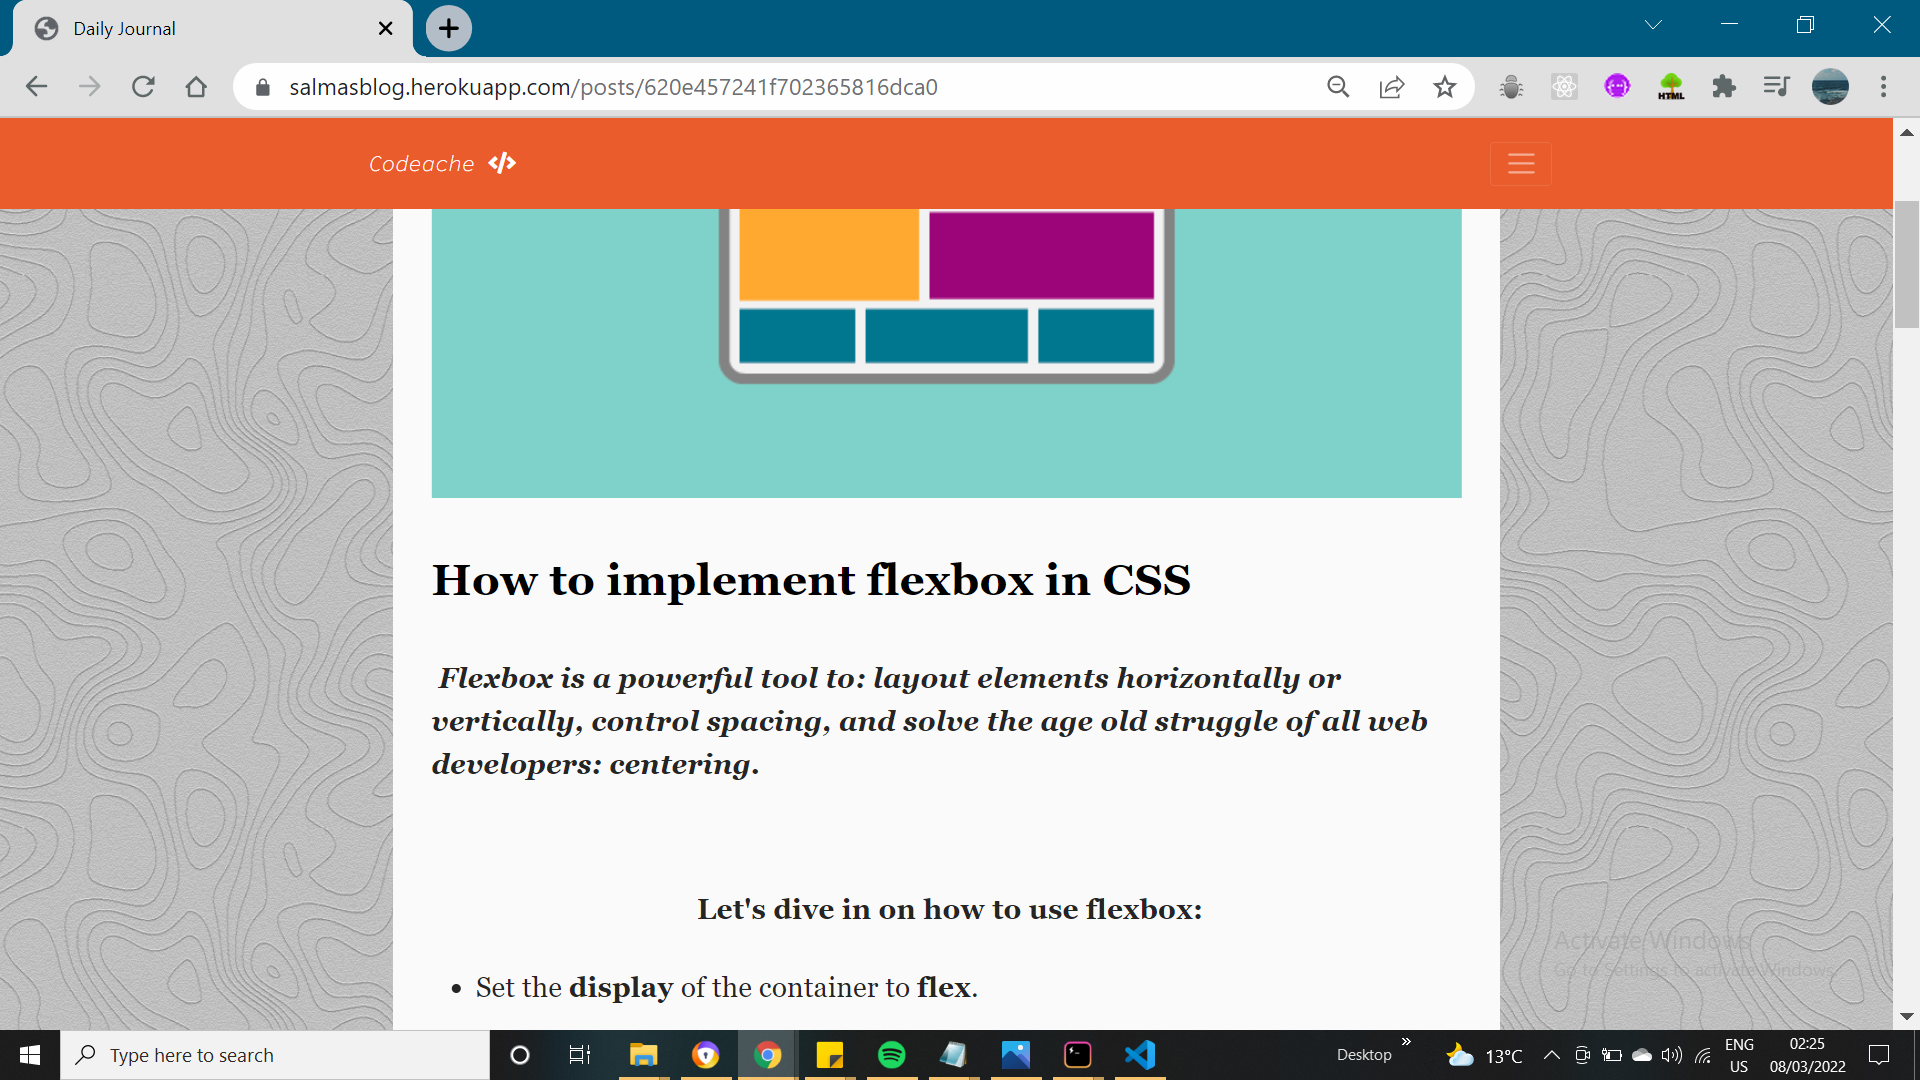 Daily Journal
salmasblog.herokuapp.com/posts/620e457241f702365816dca0
HTML
Codeache </>
How to implement flexbox in CSS
Flexbox is a powerful tool to: layout elements horizontally or
vertically, control spacing, and solve the age old struggle of all web
developers: centering.
Let's dive in on how to use flexbox:
• Set the display of the container to flex.
Activate Windows
Go to Settings to activate Windows.
Type here to search
Desktop
13°C
ENG
US
02:25
08/03/2022